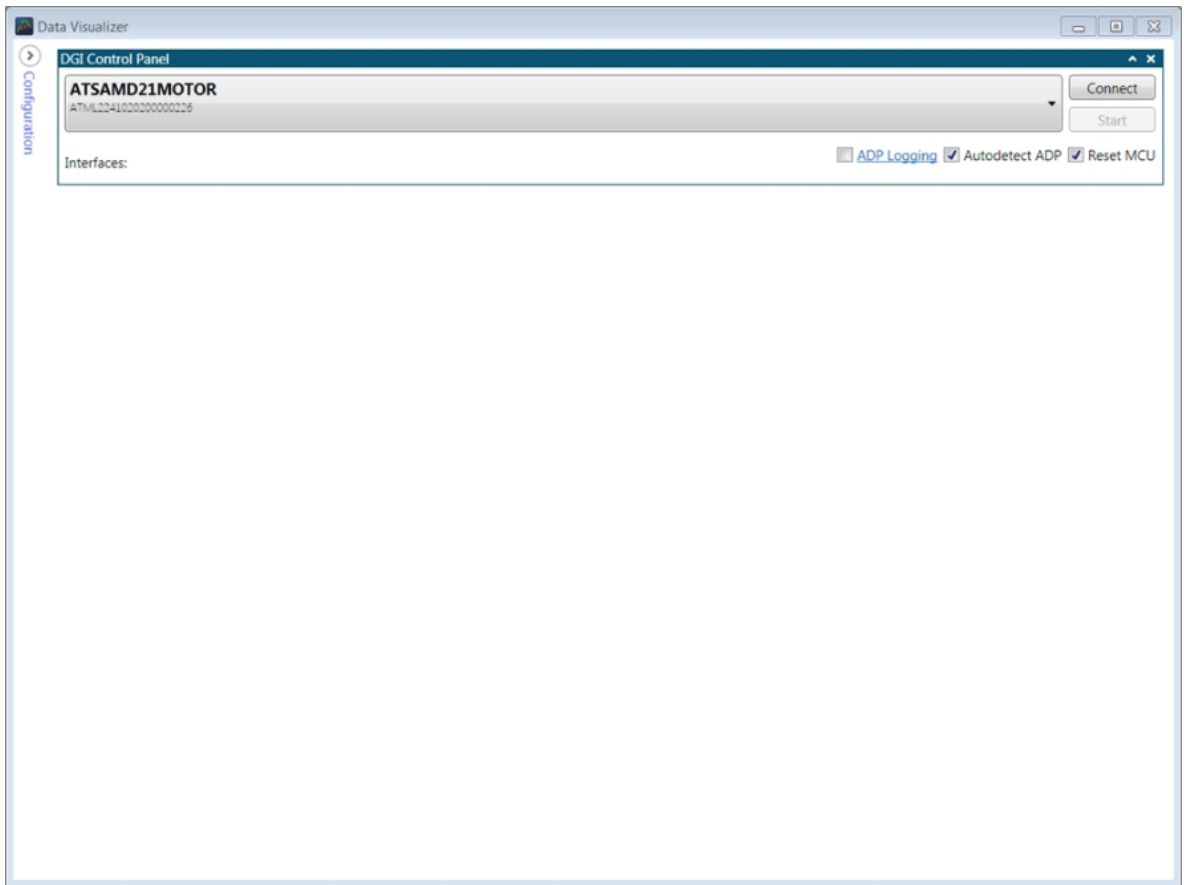 Data Visualizer
Configuration
DGI Control Panel
ATSAMD21MOTOR
ATML2241020200000226
Connect
Start
Interfaces:
ADP Logging Autodetect ADP Reset MCU